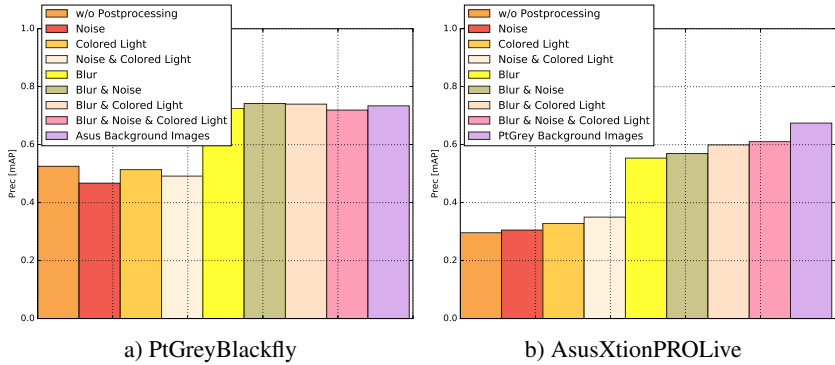 w/o Postprocessing
Noise
Colored Light
Noise & Colored Light
Blur
Blur & Noise
Blur & Colored Light
Blur & Noise & Colored Light
Asus Background Images
1.0
0.8
0.6
0.4
0.2
0.0
Prec [mAP]
a) PtGreyBlackfly
w/o Postprocessing
Noise
Colored Light
Noise & Colored Light
Blur
Blur & Noise
Blur & Colored Light
Blur & Noise & Colored Light
PtGrey Background Images
1.0
0.8
0.6
0.4
0.2
0.0
Prec [mAP]
b) AsusXtionPROLive